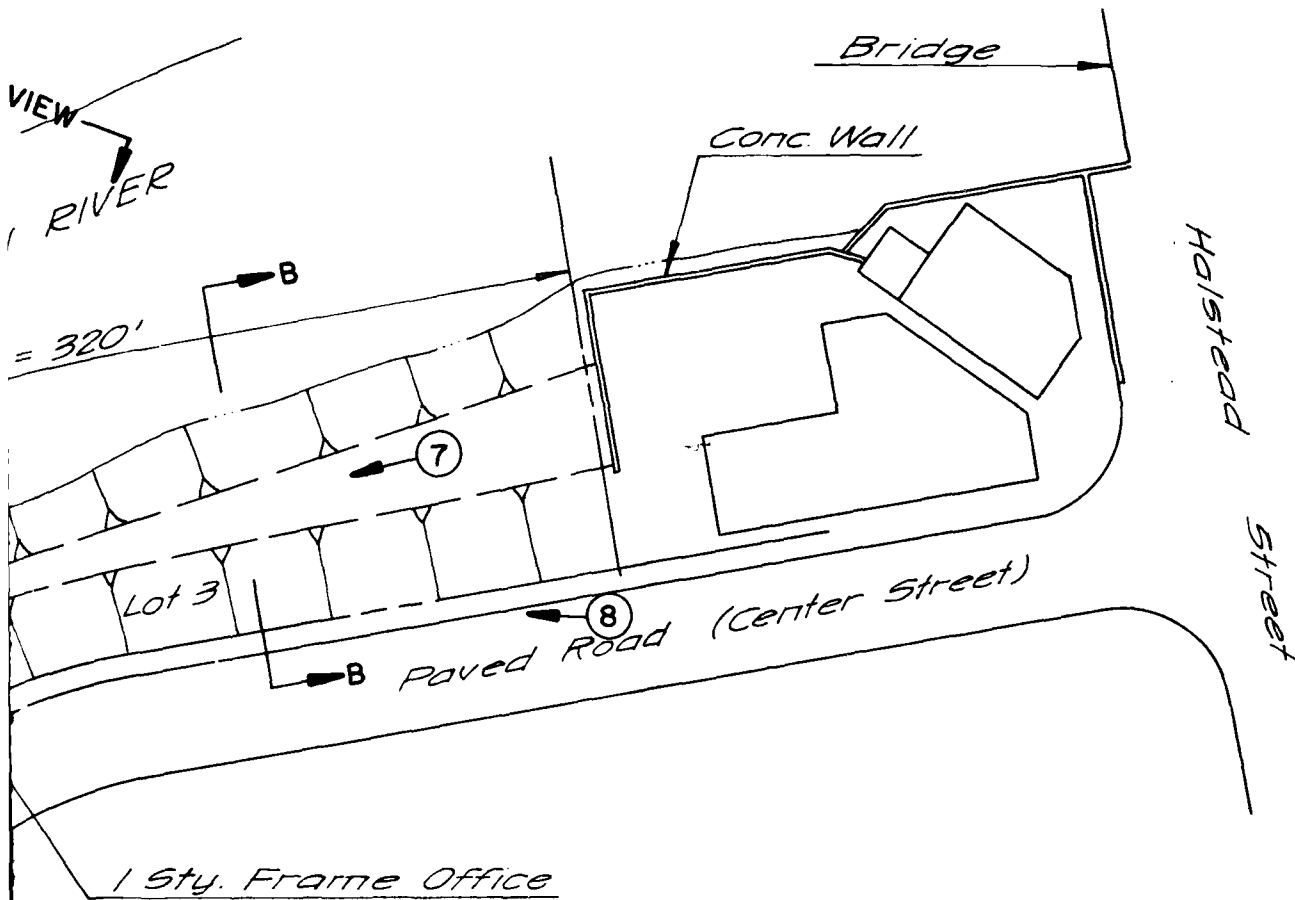 Bridge
VIEW
Conc. Wall
RIVER
B
= 320'
Halstead Street
7
Lot 3
8
Paved Road (Center Street)
B
1 Sty. Frame Office